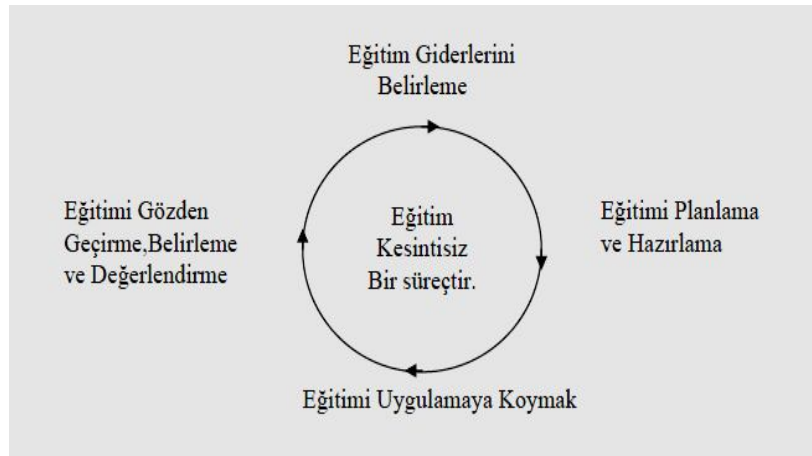 Eğitim Giderlerini
Belirleme
Eğitimi Gözden
Geçirme,Belirleme
ve Değerlendirme
Eğitim
Kesintisiz
Bir süreçtir.
Eğitimi Planlama
ve Hazırlama
Eğitimi Uygulamaya Koymak